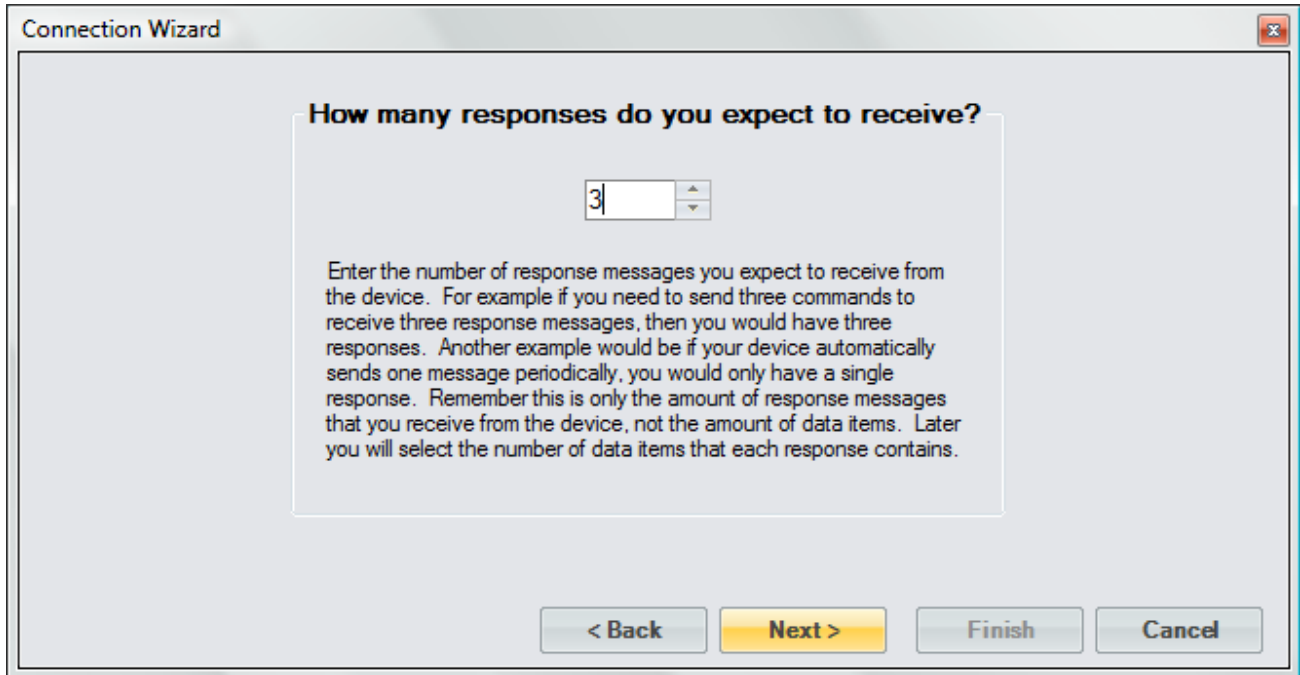 Connection Wizard
How many responses do you expect to receive?
3
Enter the number of response messages you expect to receive from
the device.  For example if you need to send three commands to
receive three response messages, then you would have three
responses.  Another example would be if your device automatically
sends one message periodically, you would only have a single
response.  Remember this is only the amount of response messages
that you receive from the device, not the amount of data items.  Later
you will select the number of data items that each response contains.
< Back Next > Finish Cancel